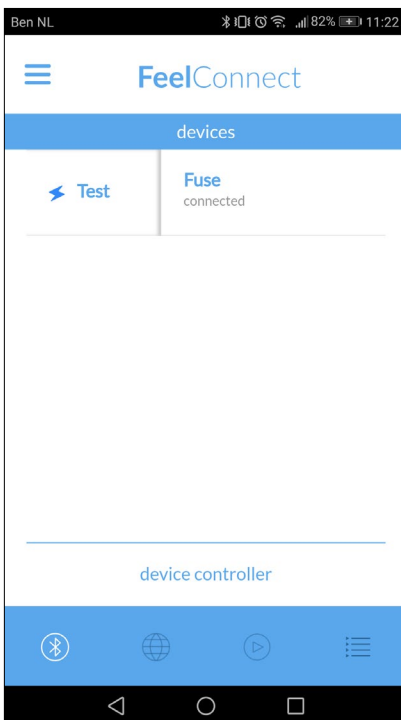 Ben NL 82% 11:22
FeelConnect
devices
Test
Fuse
connected
device controller